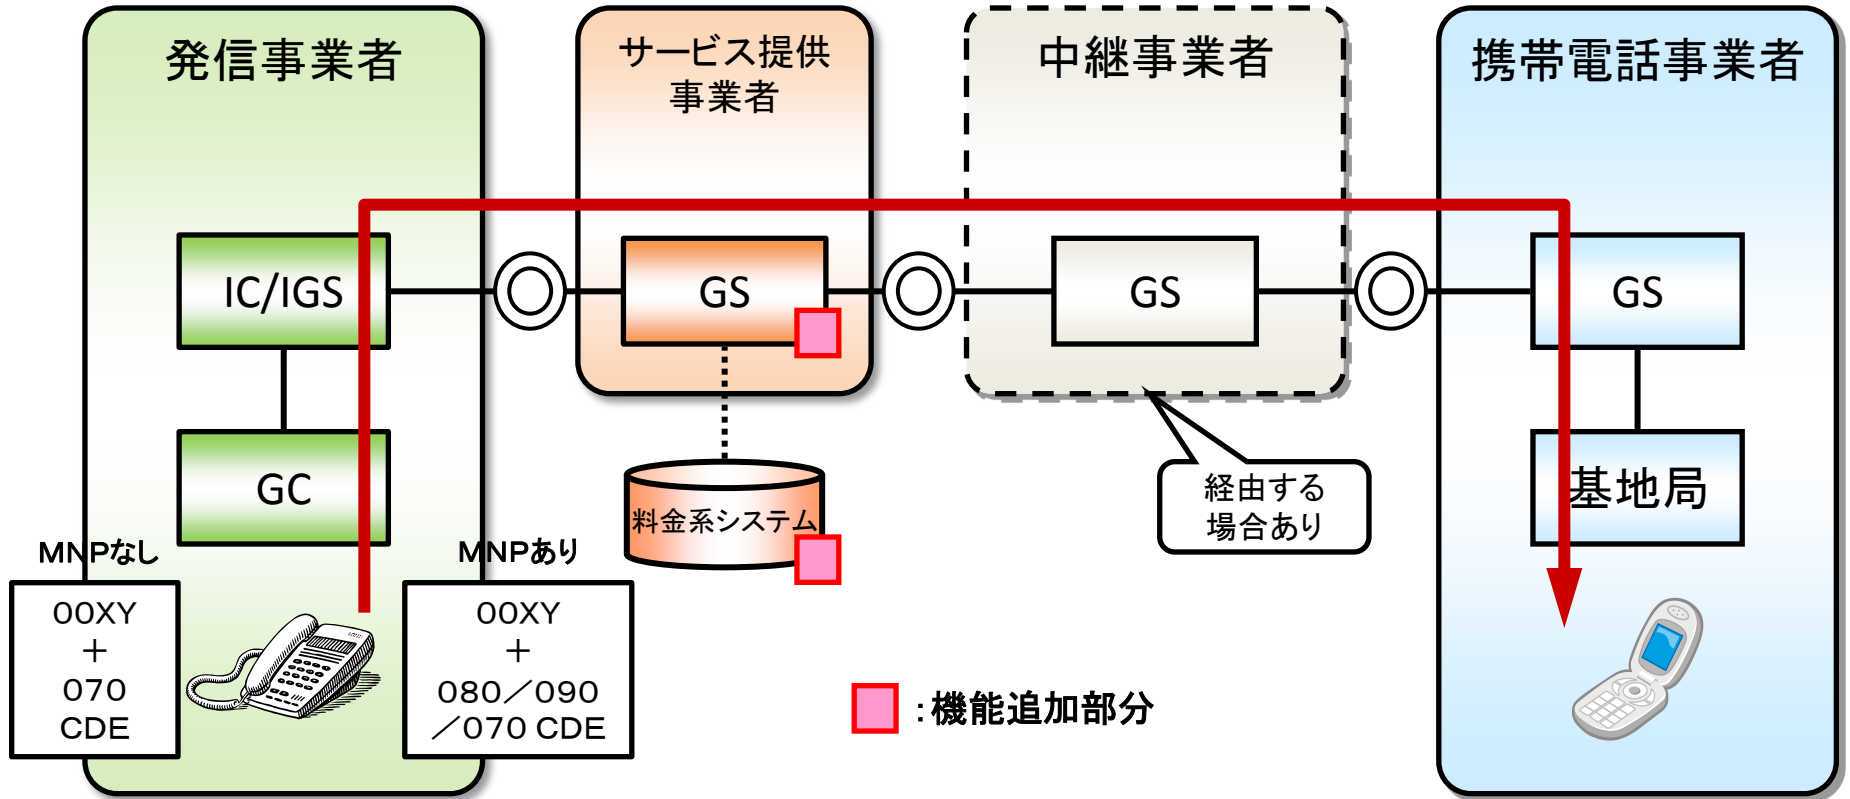 発信事業者
サービス提供
事業者
中継事業者
携帯電話事業者
IC/IGS
GS
GS
GS
GC
料金系システム
経由する
場合あり
基地局
MNPなし
MNPあり
00XY
＋
070
CDE
00XY
＋
080／090
／070 CDE
：機能追加部分